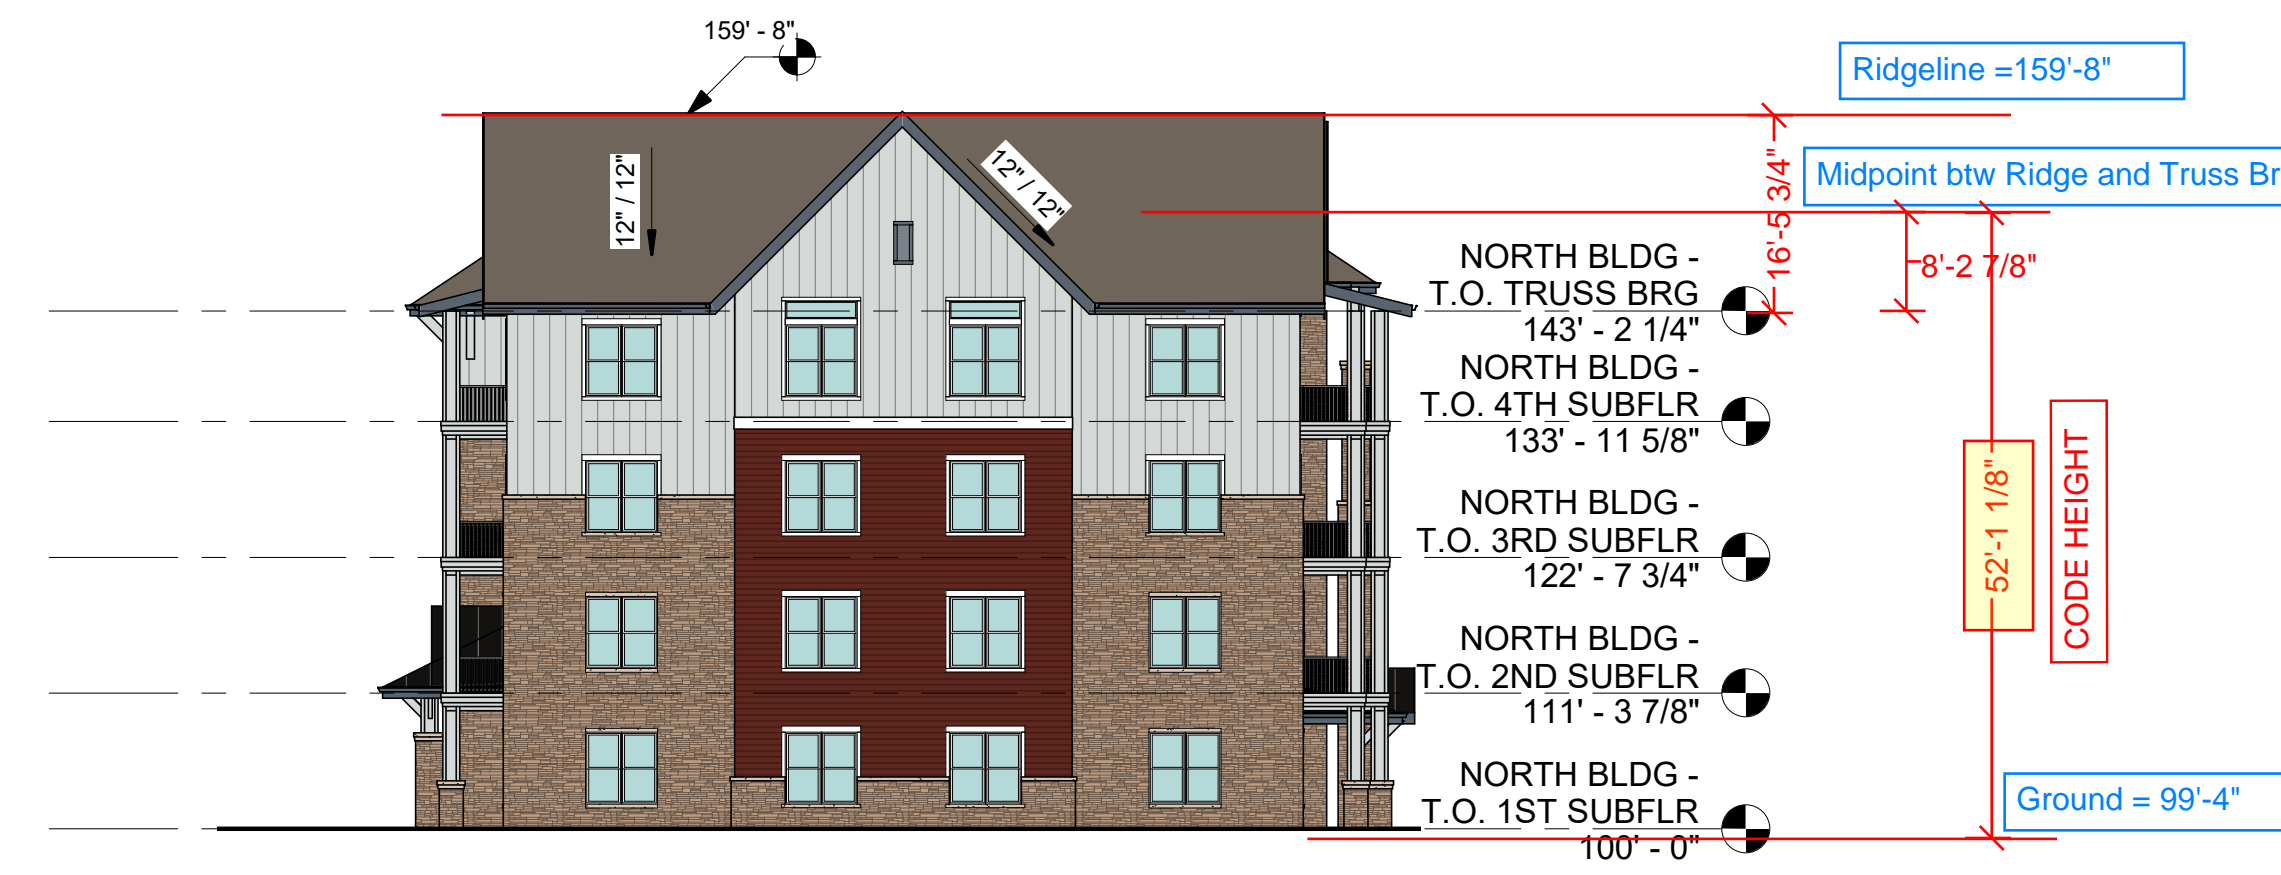 159' - 8"
Ridgeline =159'-8"
12" / 12"
12" / 12"
16'-5 3/4"
Midpoint btw Ridge and Truss Br
8'-2 7/8"
NORTH BLDG -
T.O. TRUSS BRG
143' - 2 1/4"
NORTH BLDG -
T.O. 4TH SUBFLR
133' - 11 5/8"
NORTH BLDG -
T.O. 3RD SUBFLR
122' - 7 3/4"
52'-1 1/8"
CODE HEIGHT
NORTH BLDG -
T.O. 2ND SUBFLR
111' - 3 7/8"
NORTH BLDG -
T.O. 1ST SUBFLR
100' - 0"
Ground = 99'-4"